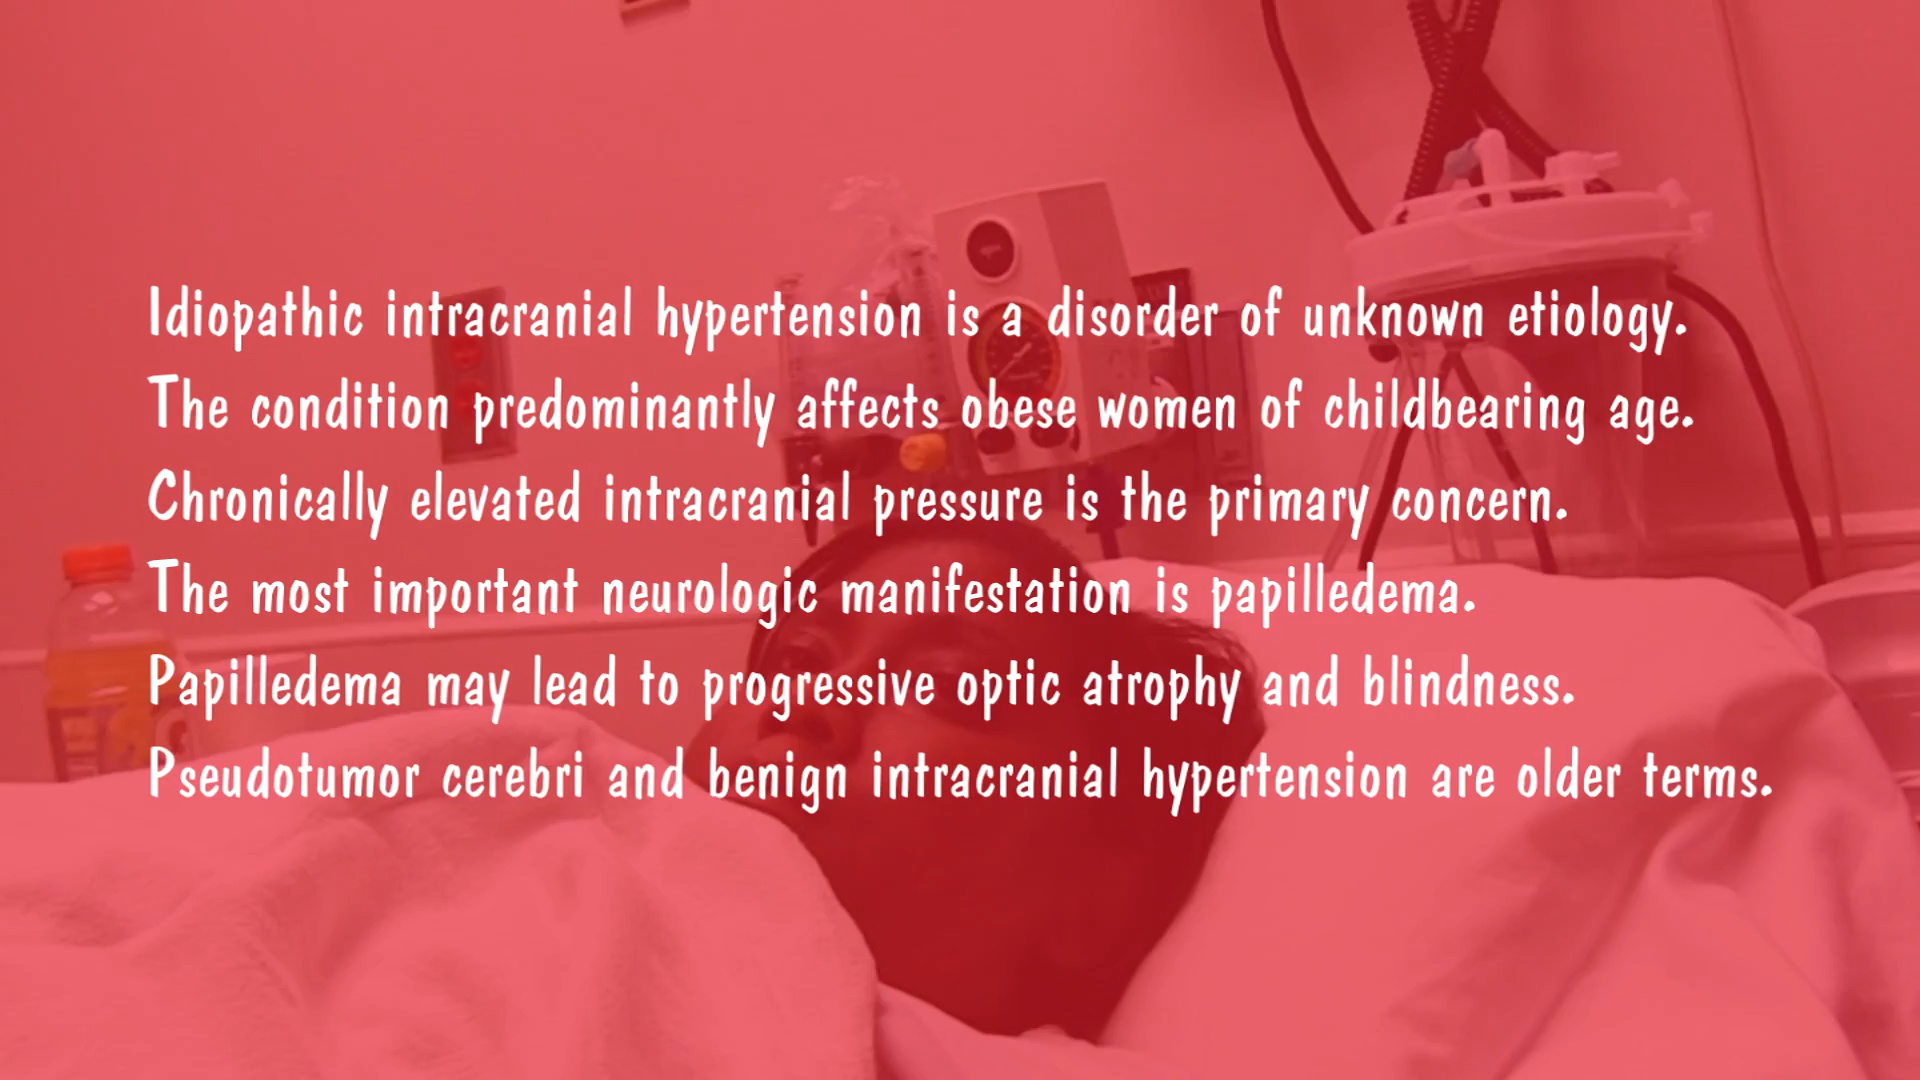 Idiopathic intracranial hypertension is a disorder of unknown etiology.
The condition predominantly affects obese women of childbearing age.
Chronically elevated intracranial pressure is the primary concern.
The most important neurologic manifestation is papilledema.
Papilledema may lead to progressive optic atrophy and blindness.
Pseudotumor cerebri and benign intracranial hypertension are older terms.